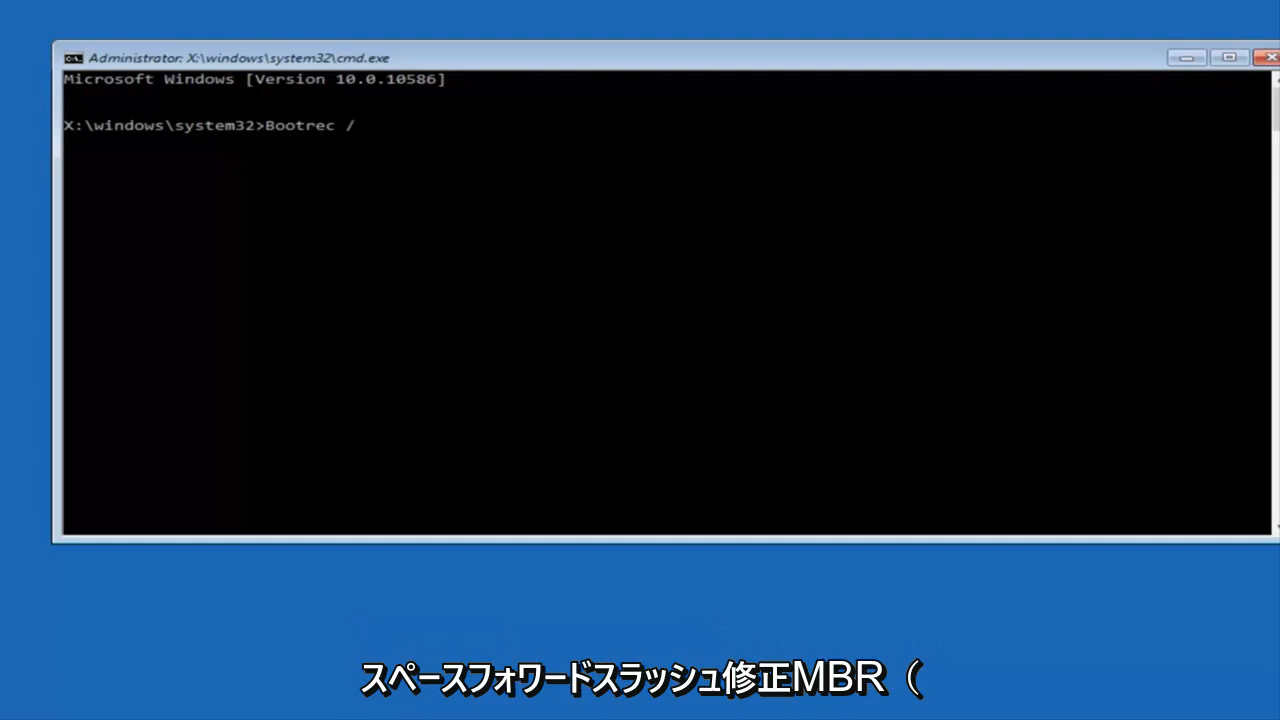 Administrator: X:\windows\system32\cmd.exe
Microsoft Windows [Version 10.0.10586]
X:\windows\system32>Bootrec /
スペースフォワードスラッシュ修正MBR（